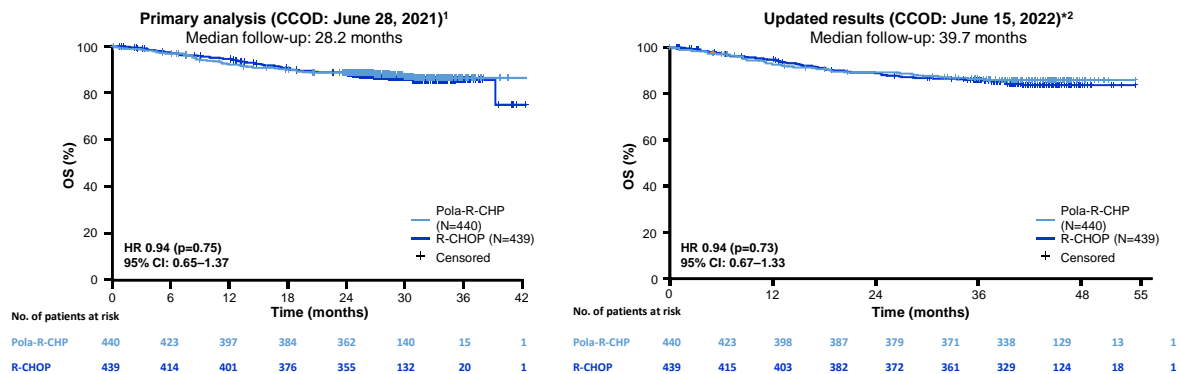 Primary analysis (CCOD: June 28, 2021)¹
Median follow-up: 28.2 months
100
80
60
40
20
0
OS (%)
Pola-R-CHP
(N=440)
R-CHOP (N=439)
Censored
HR 0.94 (p=0.75)
95% CI: 0.65–1.37
0 6 12 18 24 30 36 42
Time (months)
No. of patients at risk
Pola-R-CHP 440 423 397 384 362 140 15 1
R-CHOP 439 414 401 376 355 132 20 1
Updated results (CCOD: June 15, 2022)*²
Median follow-up: 39.7 months
100
80
60
40
20
0
OS (%)
Pola-R-CHP
(N=440)
R-CHOP (N=439)
Censored
HR 0.94 (p=0.73)
95% CI: 0.67–1.33
0 12 24 36 48 55
Time (months)
No. of patients at risk
Pola-R-CHP 440 423 398 387 379 371 338 129 13 1
R-CHOP 439 415 403 382 372 361 329 124 18 1